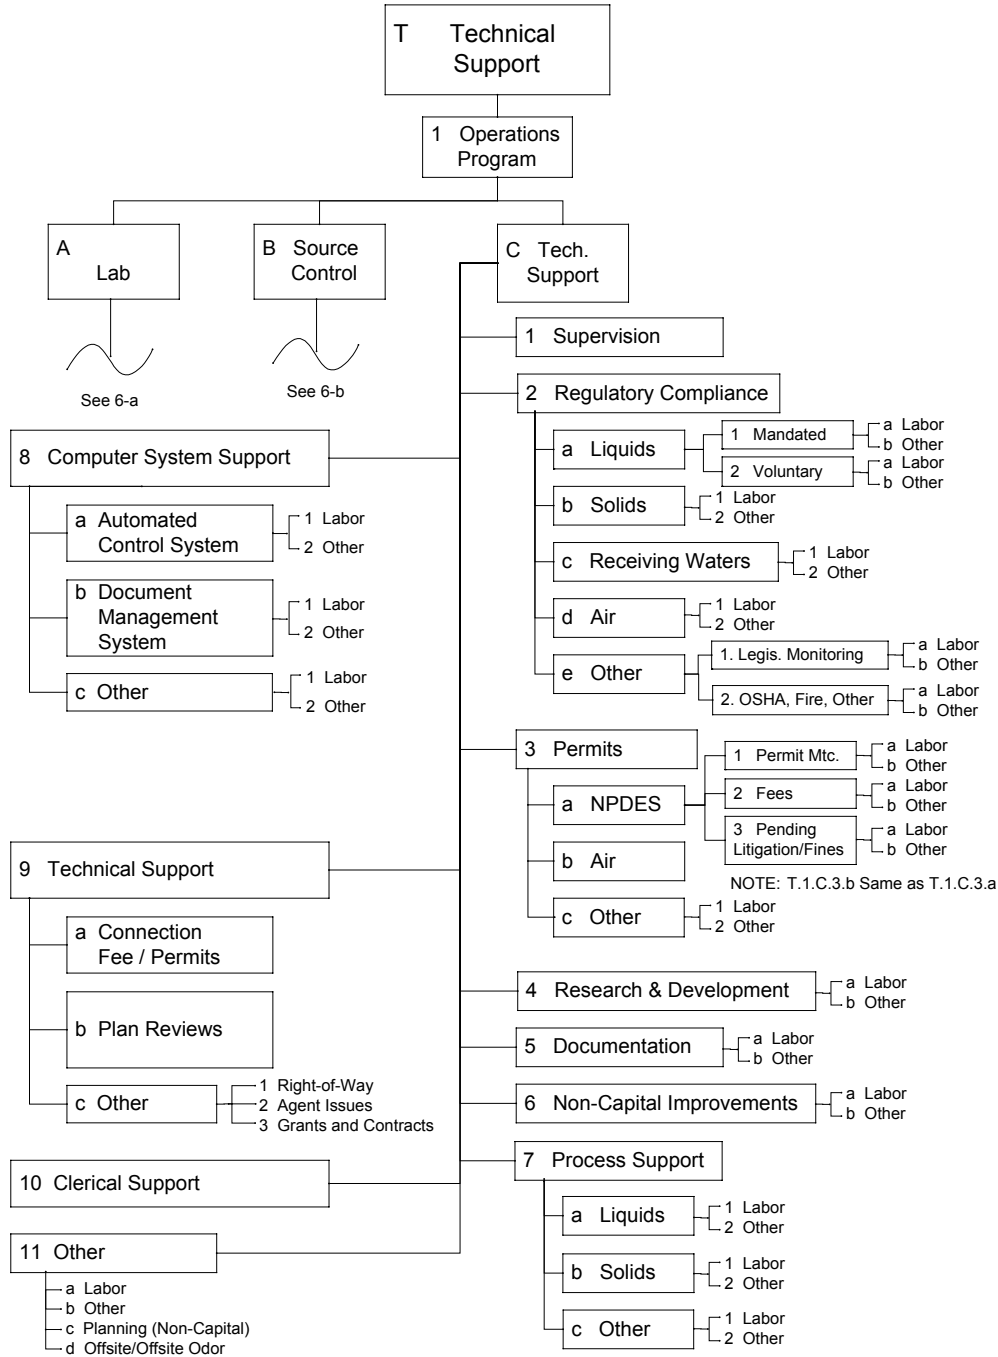 T Technical
Support
1 Operations
Program
A
Lab
B Source
Control
C Tech.
Support
See 6-a
See 6-b
1 Supervision
2 Regulatory Compliance
a Liquids
1 Mandated
a Labor
b Other
2 Voluntary
a Labor
b Other
b Solids
1 Labor
2 Other
c Receiving Waters
1 Labor
2 Other
d Air
1 Labor
2 Other
e Other
1. Legis. Monitoring
a Labor
b Other
2. OSHA, Fire, Other
a Labor
b Other
3 Permits
a NPDES
1 Permit Mtc.
a Labor
b Other
2 Fees
a Labor
b Other
3 Pending
Litigation/Fines
a Labor
b Other
b Air
NOTE: T.1.C.3.b Same as T.1.C.3.a
c Other
1 Labor
2 Other
4 Research & Development
a Labor
b Other
5 Documentation
a Labor
b Other
6 Non-Capital Improvements
a Labor
b Other
7 Process Support
a Liquids
1 Labor
2 Other
b Solids
1 Labor
2 Other
c Other
1 Labor
2 Other
8 Computer System Support
a Automated
Control System
1 Labor
2 Other
b Document
Management
System
1 Labor
2 Other
c Other
1 Labor
2 Other
9 Technical Support
a Connection
Fee / Permits
b Plan Reviews
c Other
1 Right-of-Way
2 Agent Issues
3 Grants and Contracts
10 Clerical Support
11 Other
a Labor
b Other
c Planning (Non-Capital)
d Offsite/Offsite Odor